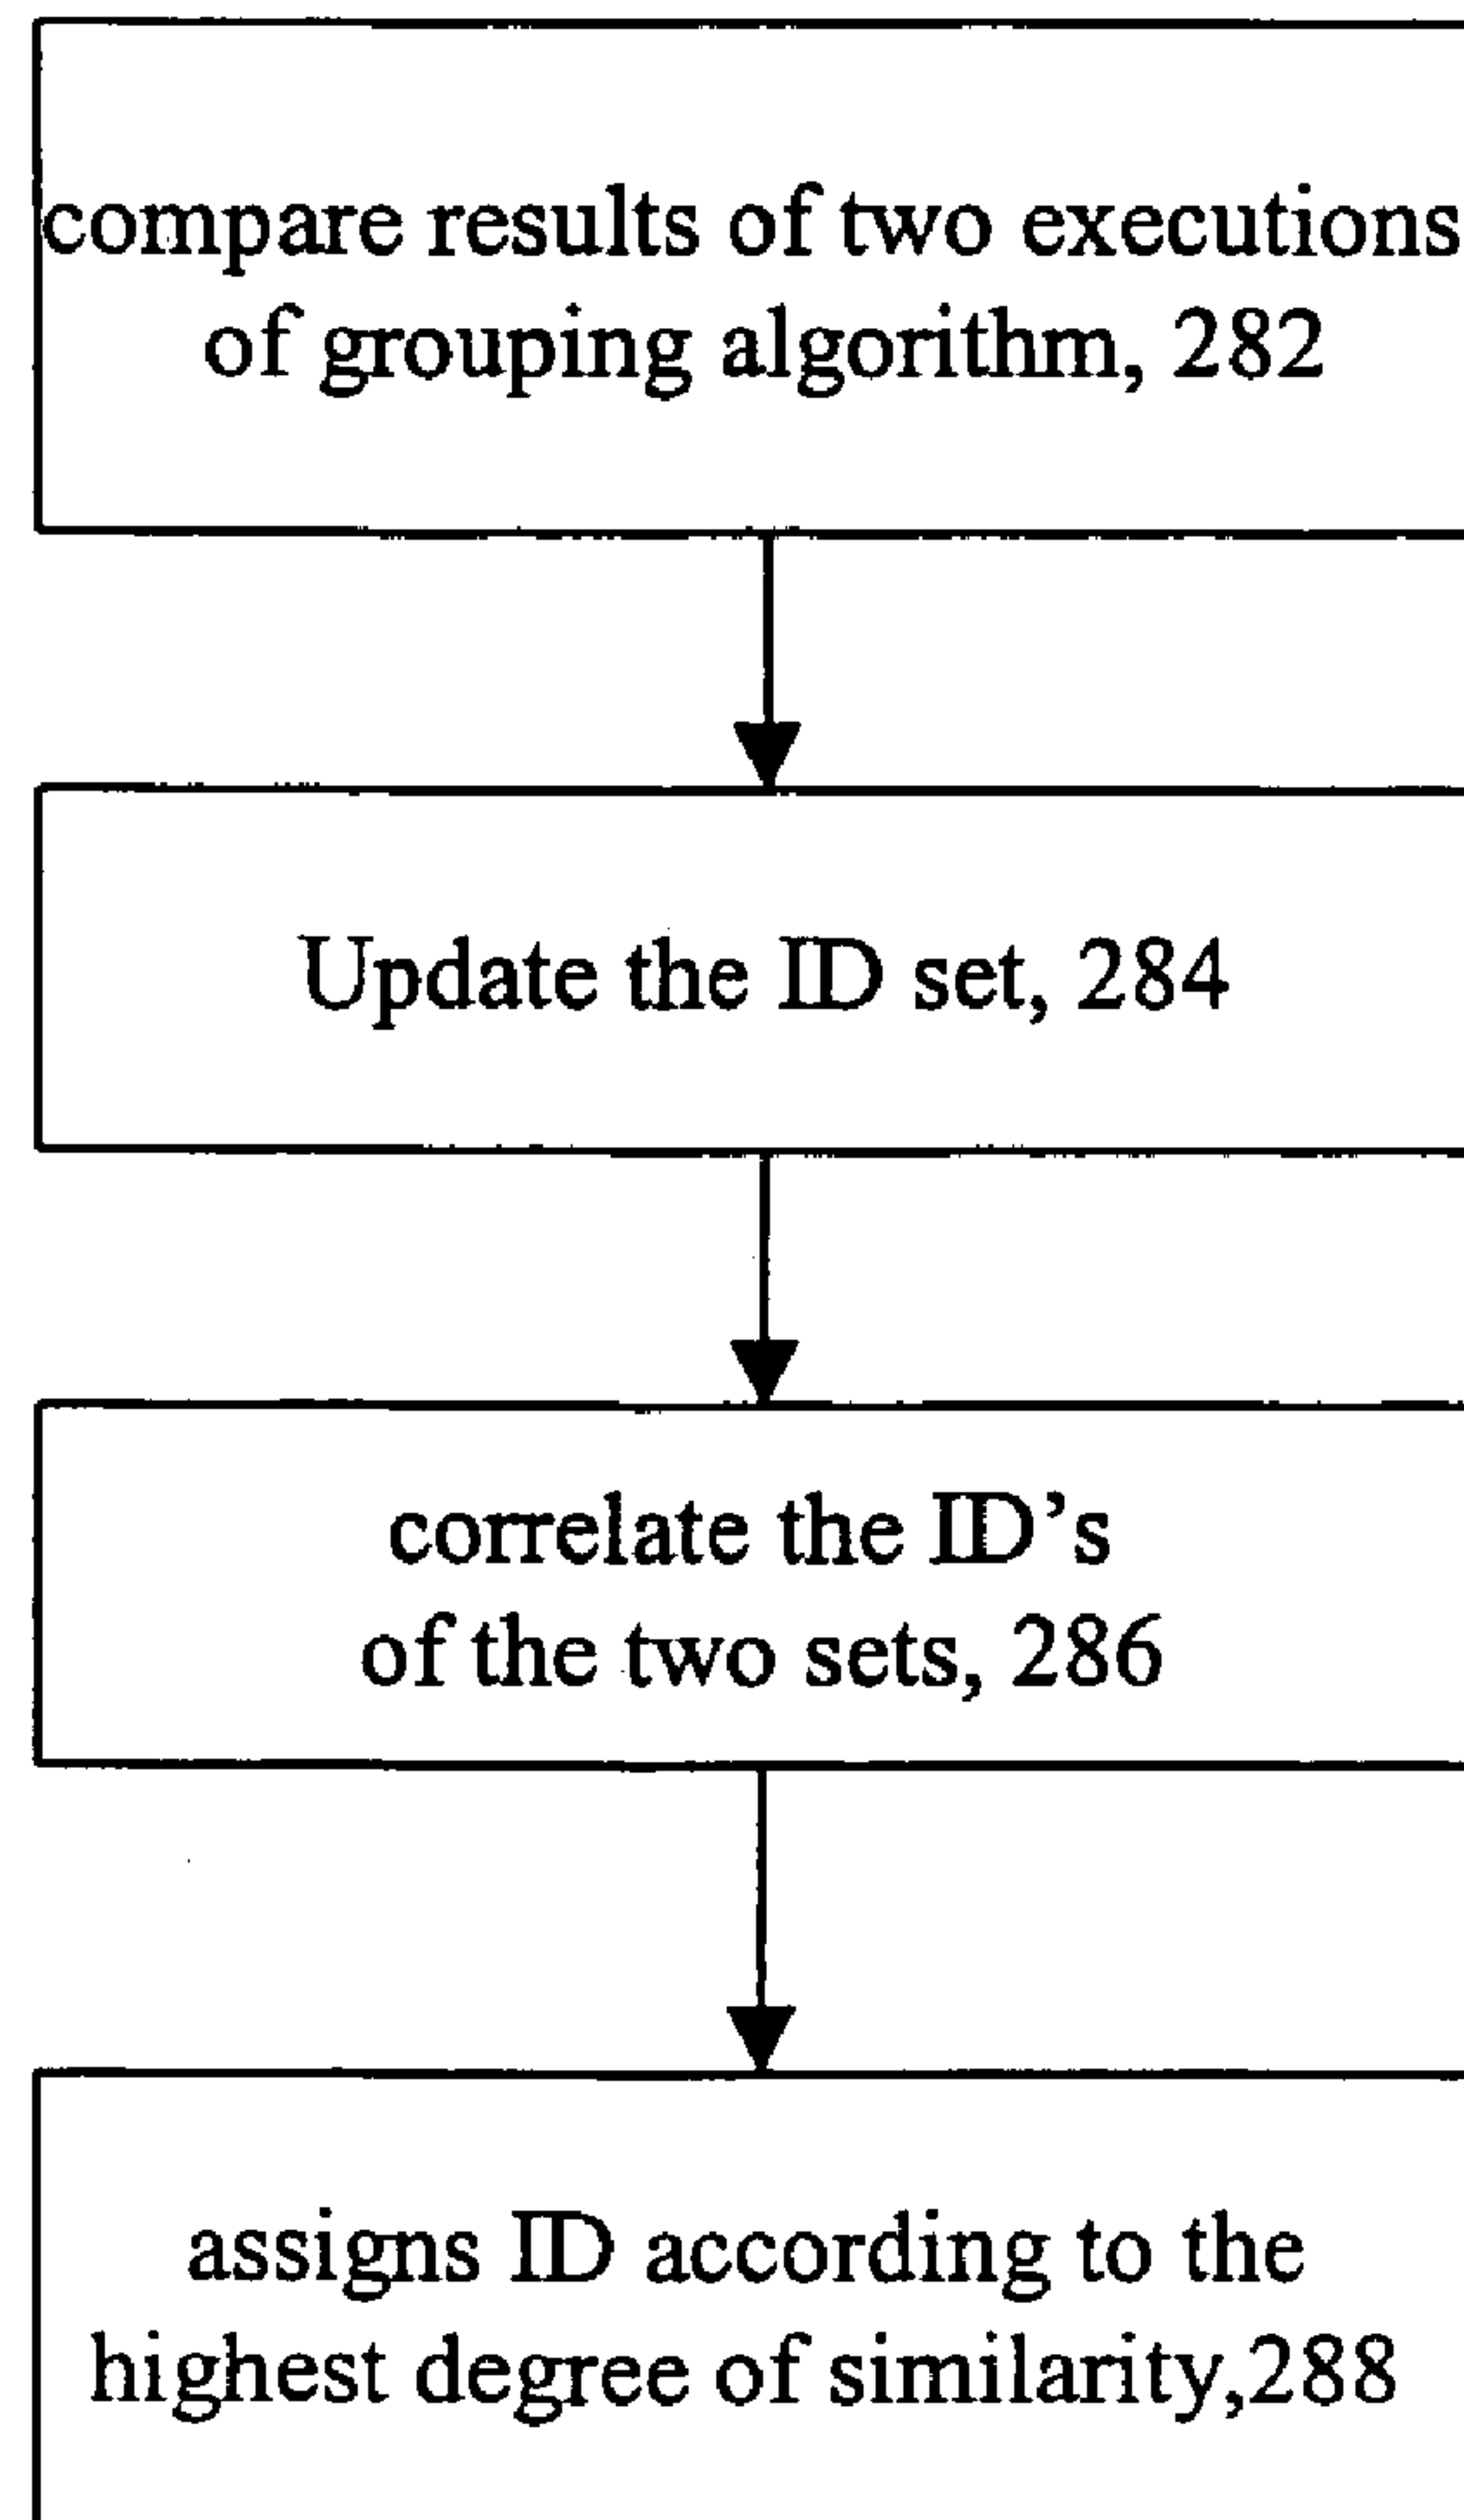 compare results of two executions
of grouping algorithm, 282
Update the ID set, 284
correlate the ID's
of the two sets, 286
assigns ID according to the
highest degree of similarity,288